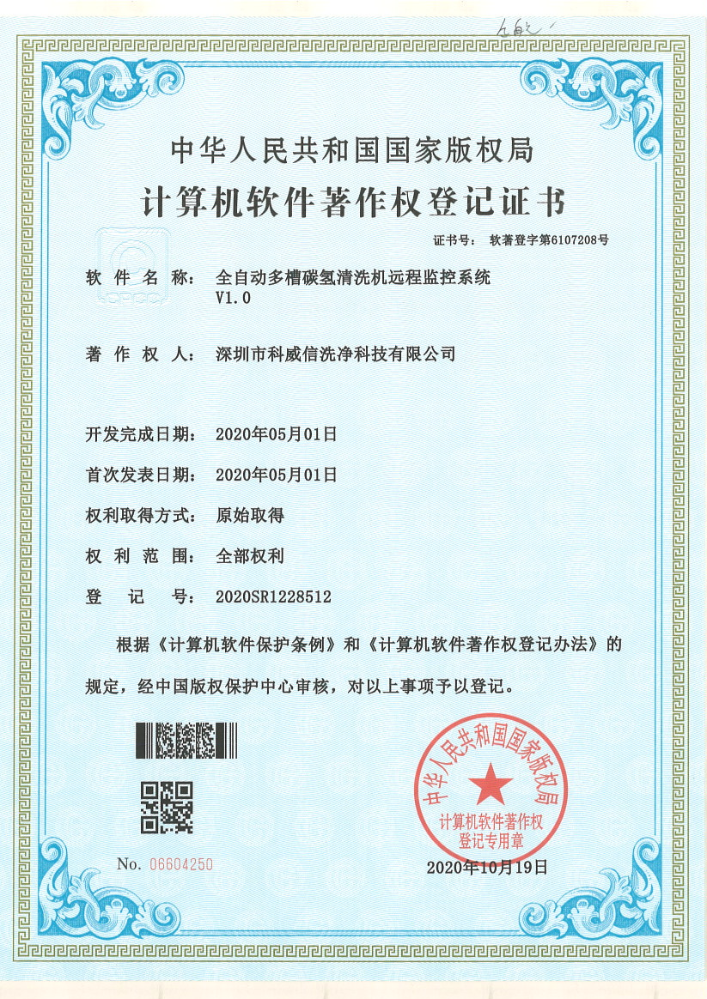 中华人民共和国国家版权局
计算机软件著作权登记证书
证书号： 软著登字第6107208号
软件名称： 全自动多槽碳氢清洗机远程监控系统
V1.0
著作权人： 深圳市科威信洗净科技有限公司
开发完成日期： 2020年05月01日
首次发表日期： 2020年05月01日
权利取得方式： 原始取得
权利范围： 全部权利
登记号： 2020SR1228512
根据《计算机软件保护条例》和《计算机软件著作权登记办法》的
规定，经中国版权保护中心审核，对以上事项予以登记。
中华人民共和国国家版权局
计算机软件著作权
登记专用章
No. 06604250
2020年10月19日